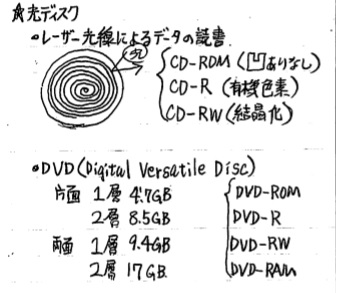 ☆光ディスク
•レーザー光線によるデータの読書
CD-ROM (凹ありなし)
CD-R (有機色素)
CD-RW (結晶化)
•DVD (Digital Versatile Disc)
片面 1層 4.7GB
2層 8.5GB
両面 1層 9.4GB
2層 17GB
DVD-ROM
DVD-R
DVD-RW
DVD-RAM